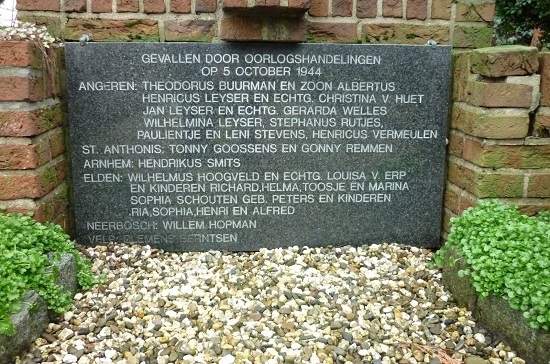 GEVALLEN DOOR OORLOGSHANDELINGEN
OP 5 OCTOBER 1944
ANGEREN: THEODORUS BUURMAN EN ZOON ALBERTUS
HENRICUS LEYSER EN ECHTG. CHRISTINA V. HUET
JAN LEYSER EN ECHTG. GERARDA WELLES
WILHELMINA LEYSER, STEPHANUS RUTJES,
PAULIENTJE EN LENI STEVENS, HENRICUS VERMEULEN
ST. ANTHONIS: TONNY GOOSSENS EN GONNY REMMEN
ARNHEM: HENDRIKUS SMITS
ELDEN: WILHELMUS HOOGVELD EN ECHTG. LOUISA V. ERP
EN KINDEREN RICHARD, HELMA, TOOSJE EN MARINA
SOPHIA SCHOUTEN GEB. PETERS EN KINDEREN
RIA, SOPHIA, HENRI EN ALFRED
NEERBOSCH: WILLEM HOPMAN
VELP: CLEMENS BERNTSEN